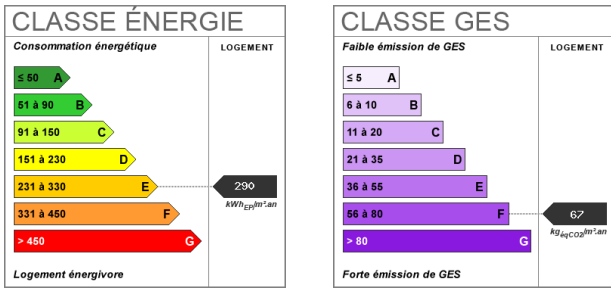 CLASSE ÉNERGIE
Consommation énergétique
LOGEMENT
≤ 50 A
51 à 90 B
91 à 150 C
151 à 230 D
231 à 330 E
290
kWhEP/m².an
331 à 450 F
> 450 G
Logement énergivore
CLASSE GES
Faible émission de GES
LOGEMENT
≤ 5 A
6 à 10 B
11 à 20 C
21 à 35 D
36 à 55 E
56 à 80 F
67
kgéqCO2/m².an
> 80 G
Forte émission de GES